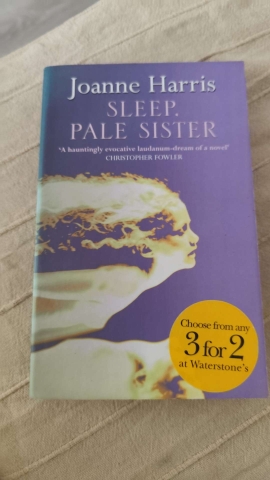 Joanne Harris
SLEEP,
PALE SISTER
‘A hauntingly evocative laudanum-dream of a novel’
CHRISTOPHER FOWLER
Choose from any
3 for 2
at Waterstone's